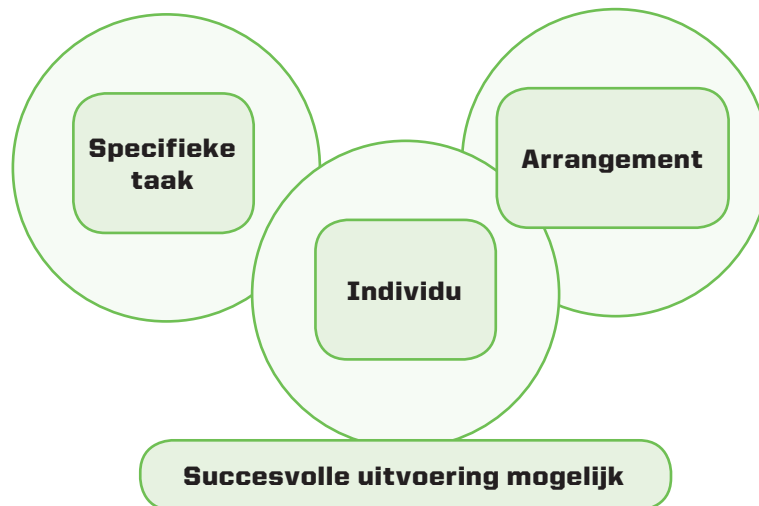 Specifieke
taak
Arrangement
Individu
Succesvolle uitvoering mogelijk